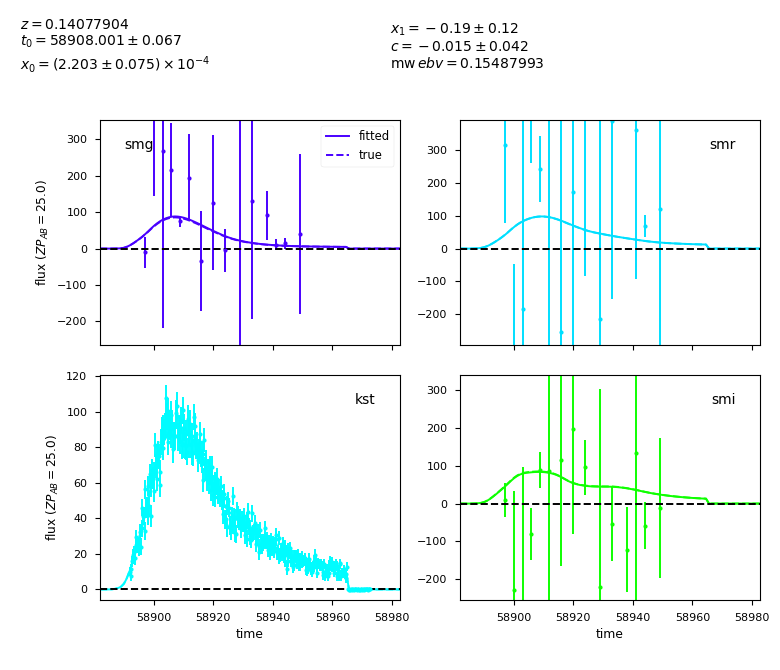 z = 0.14077904
t₀ = 58908.001 ± 0.067
x₀ = (2.203 ± 0.075) × 10⁻⁴
x₁ = −0.19 ± 0.12
c = −0.015 ± 0.042
mw ebv = 0.15487993
smg
fitted
true
300
200
100
0
−100
−200
flux (ZP_AB = 25.0)
smr
300
200
100
0
−100
−200
kst
120
100
80
60
40
20
0
flux (ZP_AB = 25.0)
58900 58920 58940 58960 58980
time
smi
300
200
100
0
−100
−200
58900 58920 58940 58960 58980
time